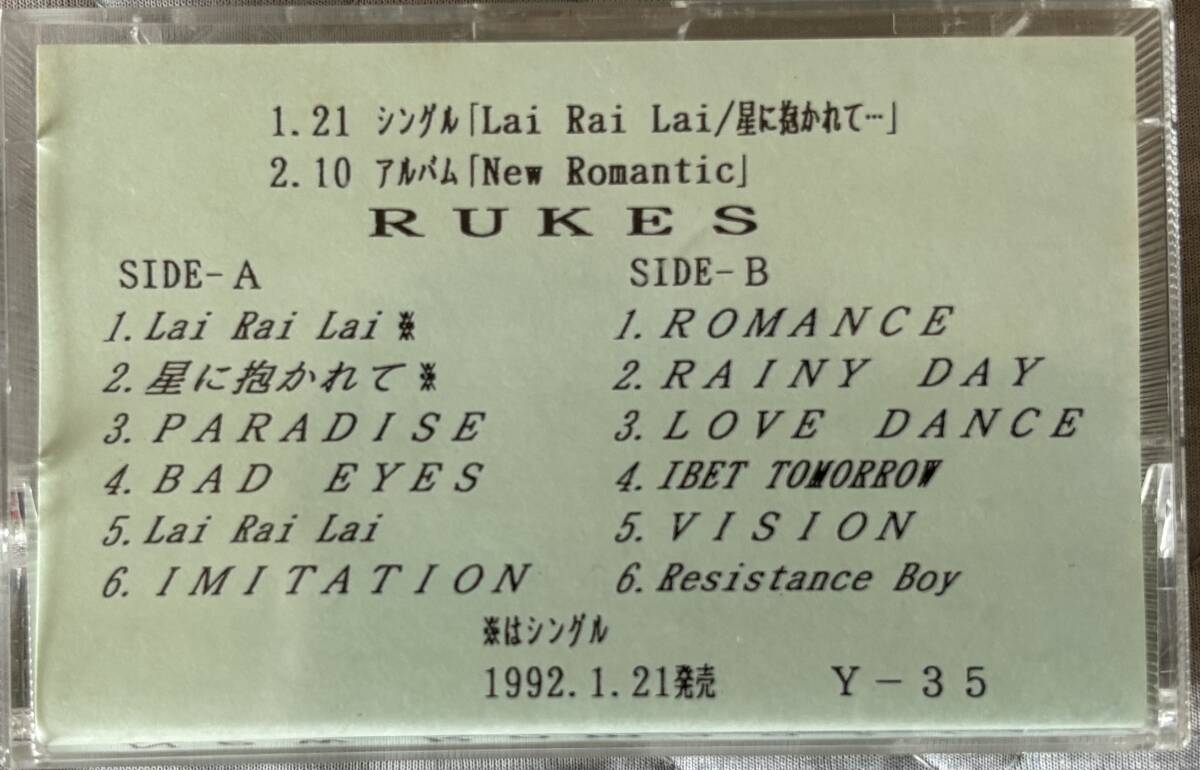 1.21 シングル「Lai Rai Lai/星に抱かれて…」
2.10 アルバム「New Romantic」
RUKES
SIDE-A
1.Lai Rai Lai※
2.星に抱かれて※
3.PARADISE
4.BAD EYES
5.Lai Rai Lai
6.IMITATION
SIDE-B
1.ROMANCE
2.RAINY DAY
3.LOVE DANCE
4.IBET TOMORROW
5.VISION
6.Resistance Boy
※はシングル
1992.1.21発売 Y-35